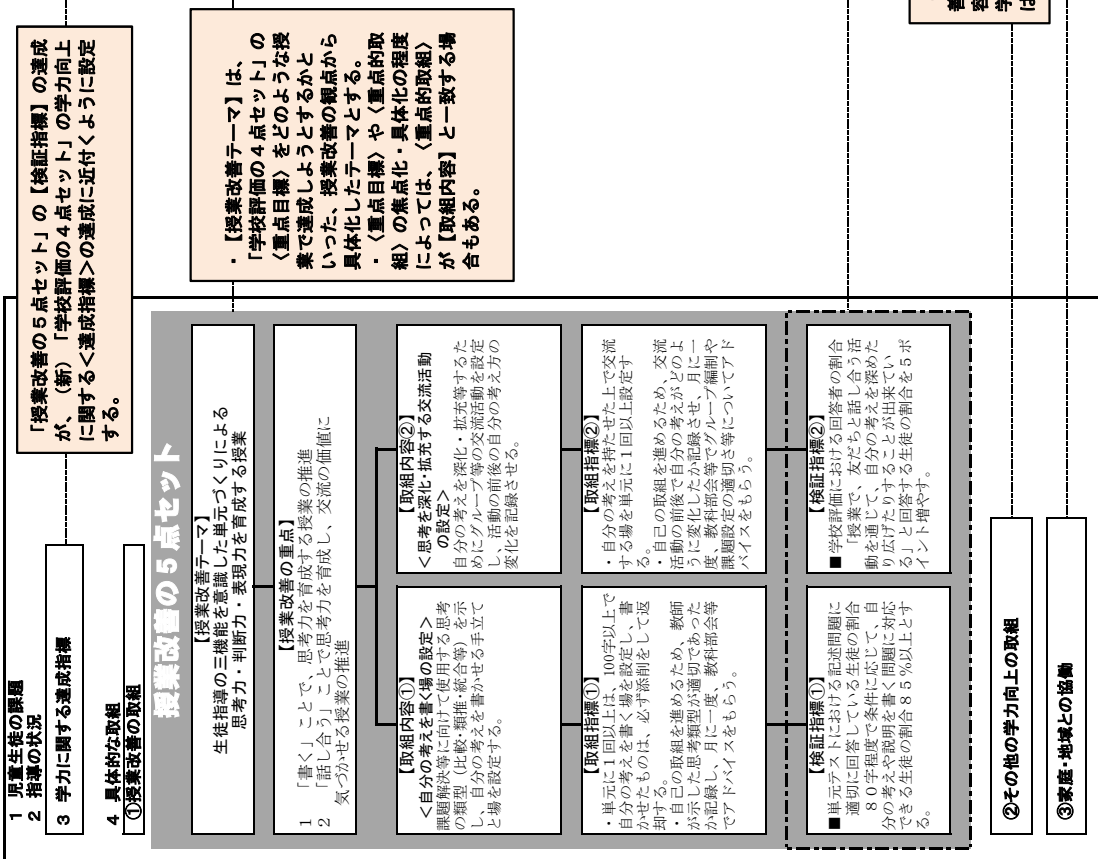 1 児童生徒の課題
2 指導の状況
3 学力に関する達成指標
4 具体的な取組
①授業改善の取組
授業改善の５点セット
【授業改善テーマ】
生徒指導の三機能を意識した単元づくりによる
思考力・判断力・表現力を育成する授業
【授業改善の重点】
1 「書く」ことで、思考力を育成する授業の推進
2 「話し合う」ことで思考力を育成し、交流の価値に
気づかせる授業の推進
【取組内容①】
＜自分の考えを書く場の設定＞
課題解決等に向けて使用する思考
の類型（比較・類推・統合等）を示
し、自分の考えを書かせる手立て
と場を設定する。
【取組内容②】
＜思考を深化・拡充する交流活動
の設定＞
自分の考えを深化・拡充等するた
めにグループ等の交流活動を設定
し、活動の前後の自分の考え方の
変化を記録させる。
【取組指標①】
・単元に１回以上は、100字以上で
自分の考えを書く場を設定し、書
かせたものは、必ず添削をして返
却する。
・自己の取組を進めるため、教師
が示した思考類型が適切であった
か記録し、月に一度、教科部会等
でアドバイスをもらう。
【取組指標②】
・自分の考えを持たせた上で交流
する場を単元に１回以上設定す
る。
・自己の取組を進めるため、交流
活動の前後で自分の考えがどのよ
うに変化したか記録させ、月に一
度、教科部会等でグループ編制や
課題設定の適切さ等についてアド
バイスをもらう。
【検証指標①】
■単元テストにおける記述問題に
適切に回答している生徒の割合
８０字程度で条件に応じて、自
分の考えや説明を書く問題に対応
できる生徒の割合８５％以上とす
る。
【検証指標②】
■学校評価における回答者の割合
「授業で、友だちと話し合う活
動を通じて、自分の考えを深めた
り広げたりすることが出来てい
る」と回答する生徒の割合を５ポ
イント増やす。
②その他の学力向上の取組
③家庭・地域との協働
「授業改善の５点セット」の【検証指標】の達成
が、（新）「学校評価の４点セット」の学力向上
に関する＜達成指標＞の達成に近付くように設定
する。
・【授業改善テーマ】は、
「学校評価の４点セット」の
〈重点目標〉をどのような授
業で達成しようとするかと
いった、授業改善の観点から
具体化したテーマとする。
・〈重点目標〉や〈重点的取
組〉の焦点化・具体化の程度
によっては、〈重点的取組〉
が【取組内容】と一致する場
合もある。
善
容
学
は